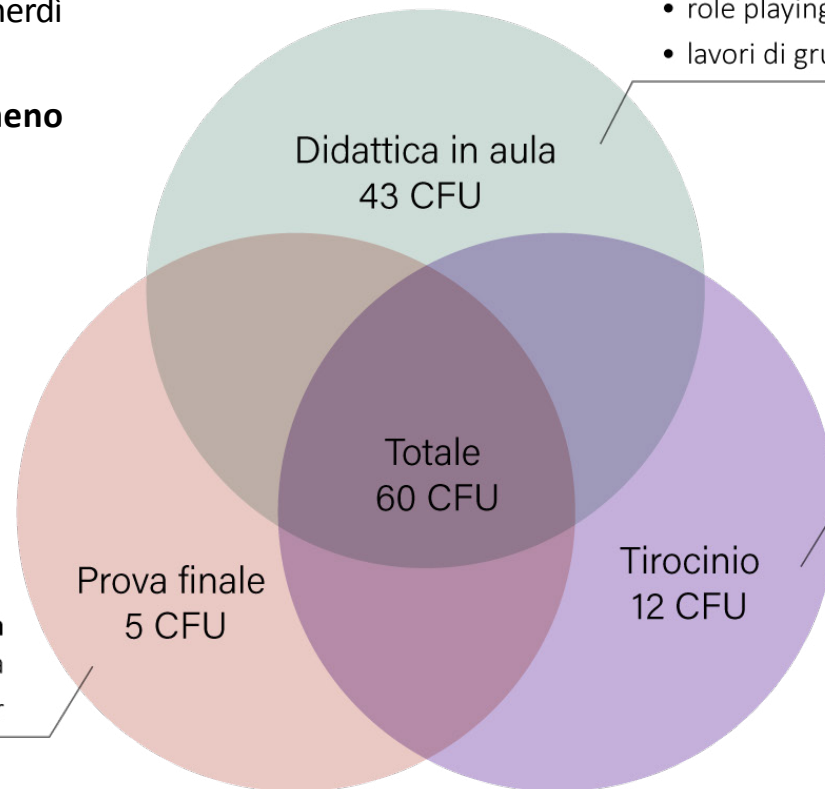 • role playing
• lavori di
Didattica in aula
43 CFU
Totale
60 CFU
Prova finale
5 CFU
Tirocinio
12 CFU